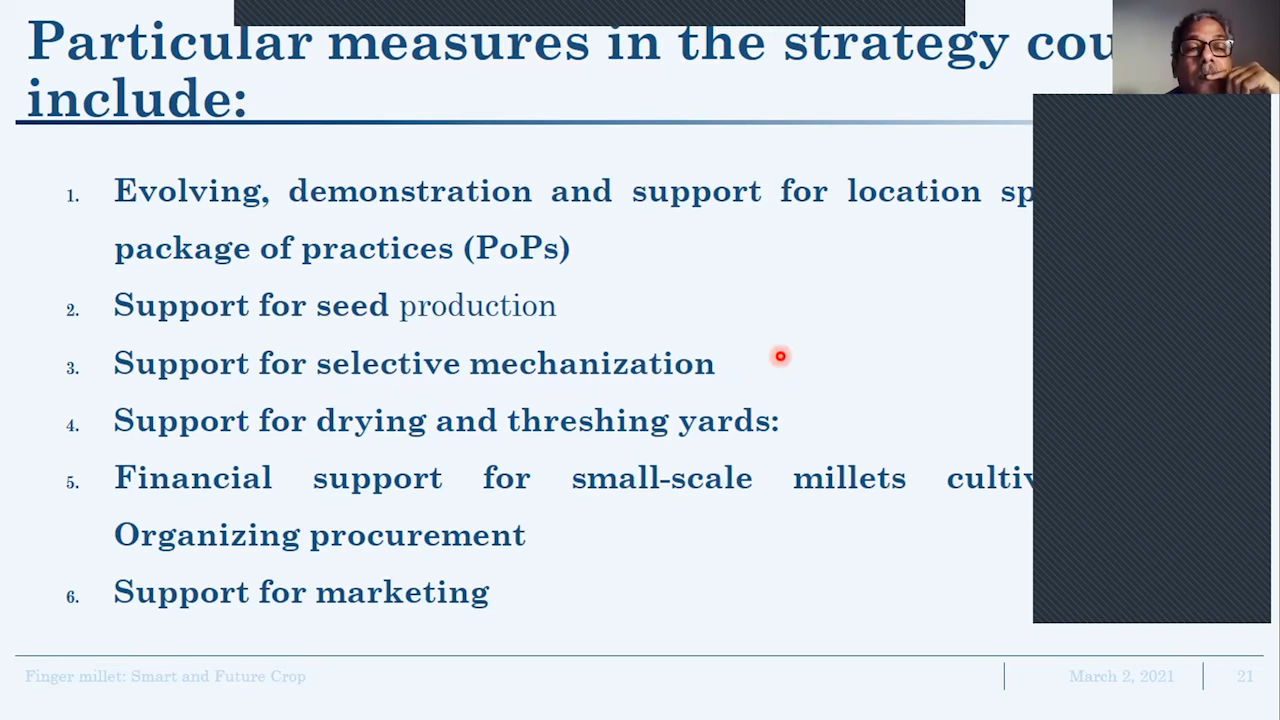 Particular measures in the strategy
include:
1. Evolving, demonstration and support for location
package of practices (PoPs)
2. Support for seed production
3. Support for selective mechanization
4. Support for drying and threshing yards:
5. Financial support for small-scale millets
Organizing procurement
6. Support for marketing
Finger millet: Smart and Future Crop
March 2, 2021
21